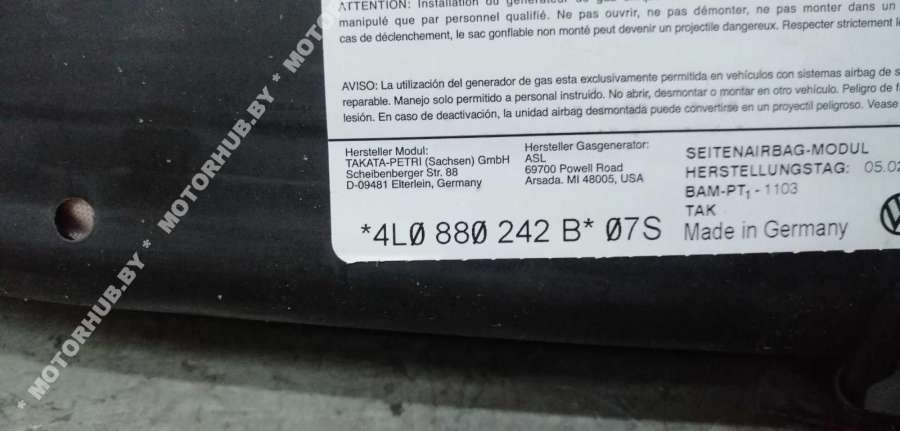 ATTENTION: Installation du générateur de gaz
manipulé que par personnel qualifié. Ne pas ouvrir, ne pas démonter, ne pas monter dans un
cas de déclenchement, le sac gonflable non monté peut devenir un projectile dangereux. Respecter strictement
AVISO: La utilización del generador de gas esta exclusivamente permitida en vehículos con sistemas airbag de
reparable. Manejo solo permitido a personal instruido. No abrir, desmontar o montar en otro vehículo. Peligro de
lesión. En caso de deactivación, la unidad airbag desmontada puede convertirse en un proyectil peligroso. Vease
Hersteller Modul:
TAKATA-PETRI (Sachsen) GmbH
Scheibenberger Str. 88
D-09481 Elterlein, Germany
Hersteller Gasgenerator:
ASL
69700 Powell Road
Arsada. MI 48005, USA
SEITENAIRBAG-MODUL
HERSTELLUNGSTAG: 05.02
BAM-PT1 - 1103
TAK
Made in Germany
*4L0 880 242 B* 07S
* MOTORHUB.BY * MOTORHUB.BY * MOTORHUB.BY